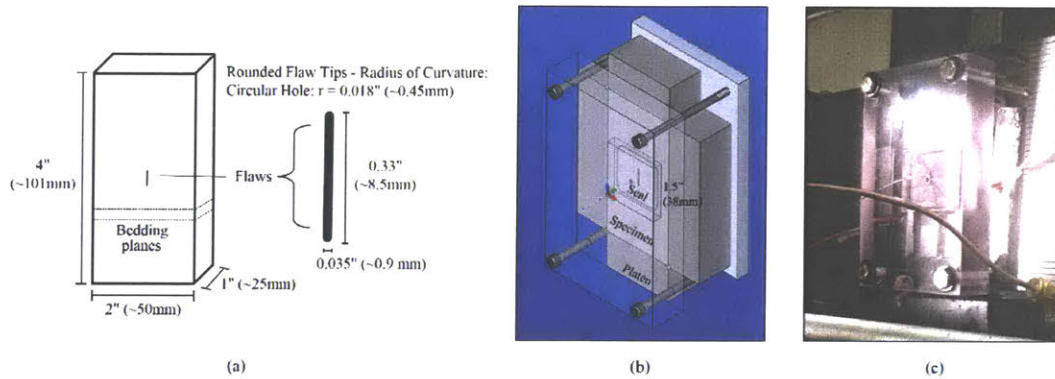 Rounded Flaw Tips - Radius of Curvature:
Circular Hole: r = 0.018" (~0.45mm)
4"
(~101mm)
Flaws
0.33"
(~8.5mm)
Bedding
planes
0.035" (~0.9 mm)
1" (~25mm)
2" (~50mm)
(a)
Seal
1.5"
(38mm)
Specimen
Platen
(b)
(c)